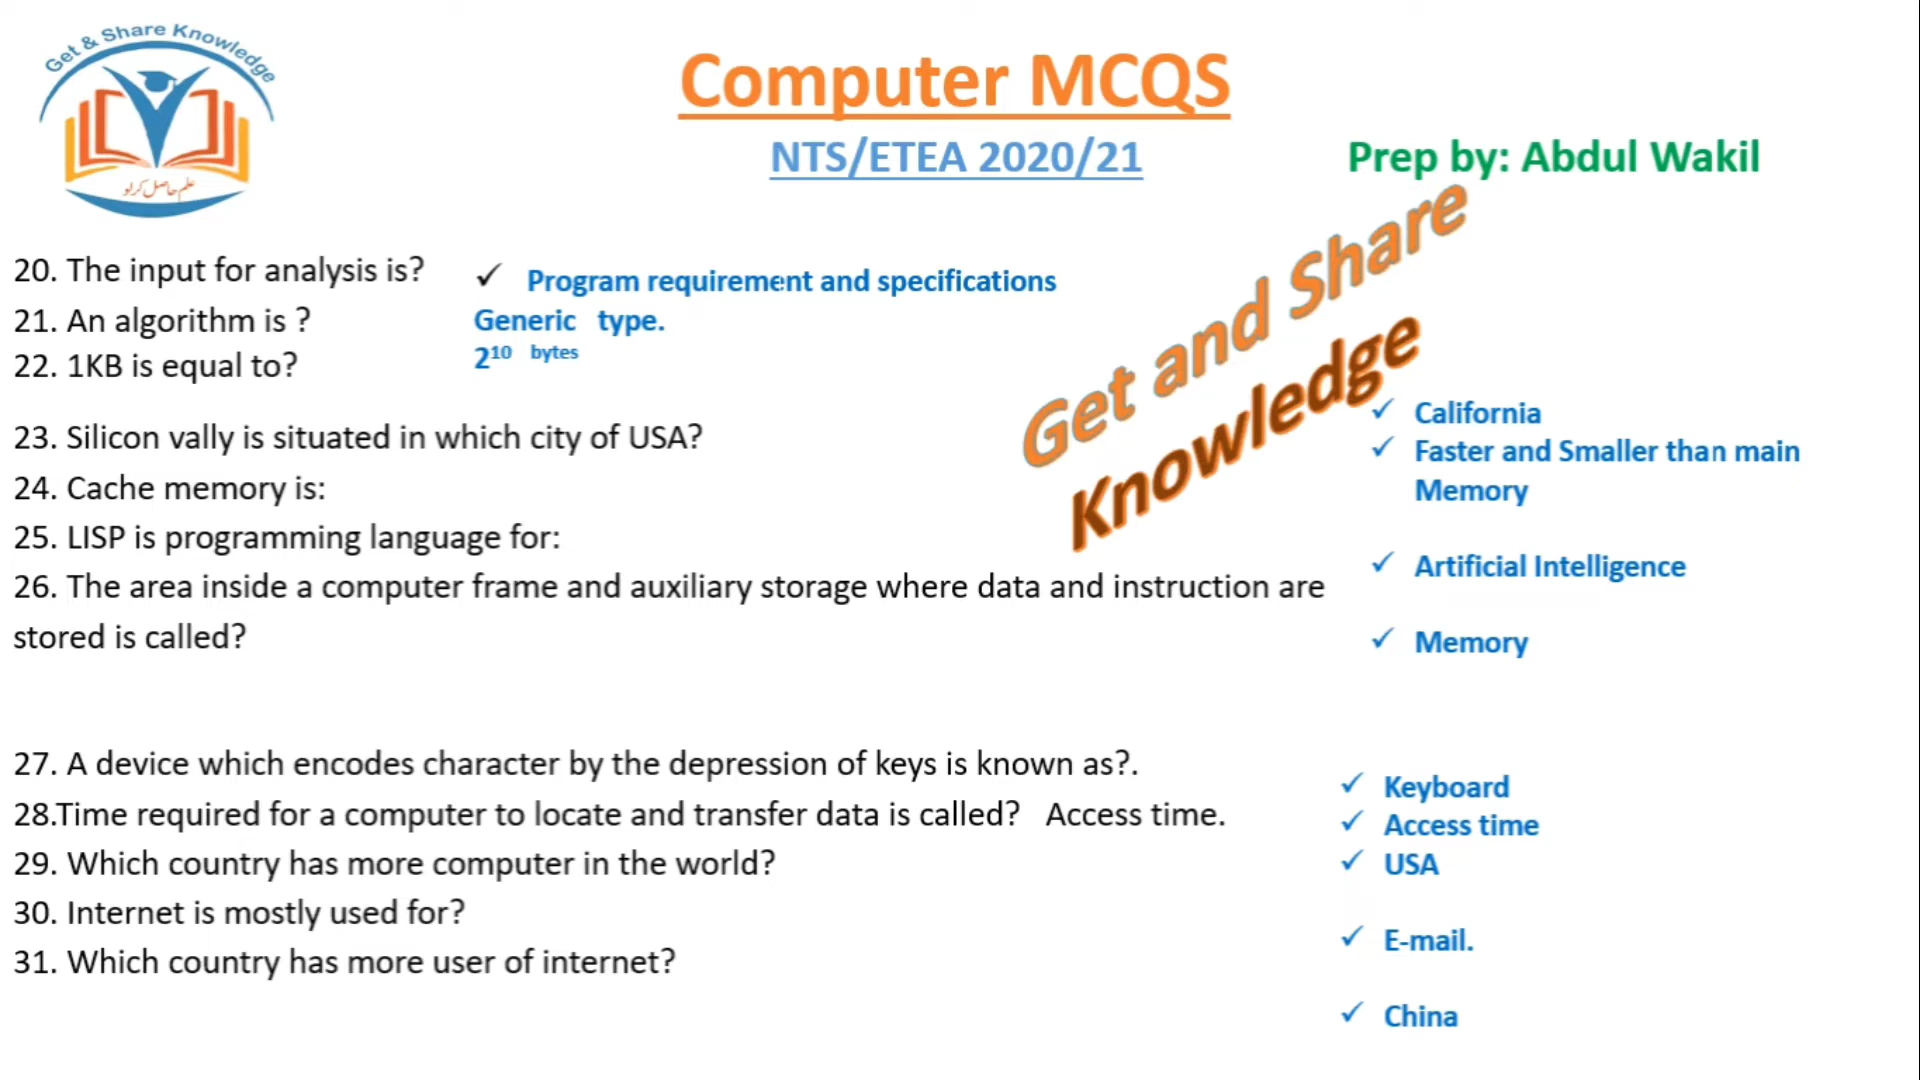 Get & Share Knowledge
علم حاصل کرلو
Computer MCQS
NTS/ETEA 2020/21
Prep by: Abdul Wakil
Get and Share
Knowledge
20. The input for analysis is?
✓ Program requirement and specifications
21. An algorithm is ?
Generic type.
22. 1KB is equal to?
2¹⁰ bytes
23. Silicon vally is situated in which city of USA?
✓ California
24. Cache memory is:
✓ Faster and Smaller than main
Memory
25. LISP is programming language for:
✓ Artificial Intelligence
26. The area inside a computer frame and auxiliary storage where data and instruction are
stored is called?
✓ Memory
27. A device which encodes character by the depression of keys is known as?.
✓ Keyboard
28.Time required for a computer to locate and transfer data is called? Access time.
✓ Access time
29. Which country has more computer in the world?
✓ USA
30. Internet is mostly used for?
✓ E-mail.
31. Which country has more user of internet?
✓ China